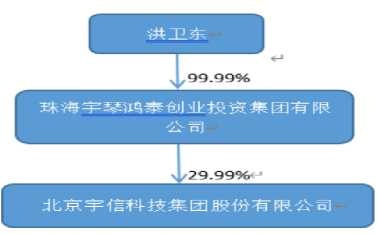 洪卫东
99.99%
珠海宇琴鸿泰创业投资集团有限
公司
29.99%
北京宇信科技集团股份有限公司